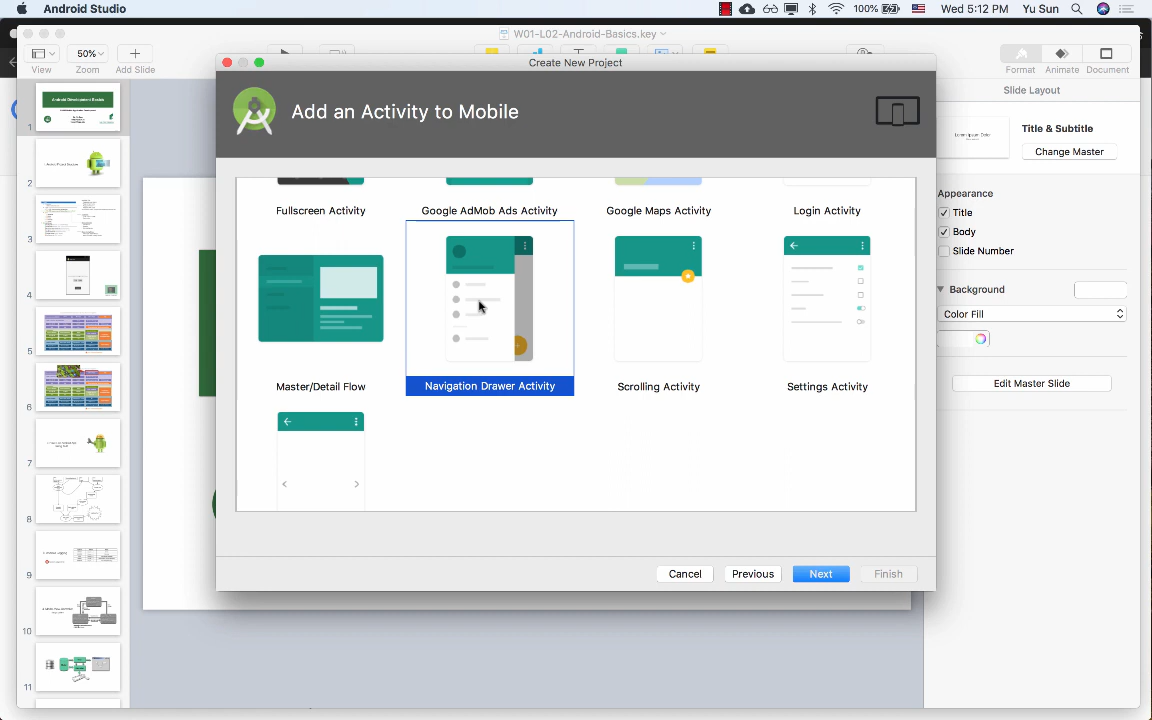 Android Studio
100%
Wed 5:12 PM
Yu Sun
W01-L02-Android-Basics.key
50%
View
Zoom
Add Slide
Format
Animate
Document
Create New Project
Add an Activity to Mobile
Slide Layout
Title & Subtitle
Change Master
Appearance
Title
Body
Slide Number
Background
Color Fill
Edit Master Slide
Android Development Basics
1
2
3
4
5
6
7
8
9
10
11
Fullscreen Activity
Google AdMob Ads Activity
Google Maps Activity
Login Activity
Master/Detail Flow
Navigation Drawer Activity
Scrolling Activity
Settings Activity
Cancel
Previous
Next
Finish